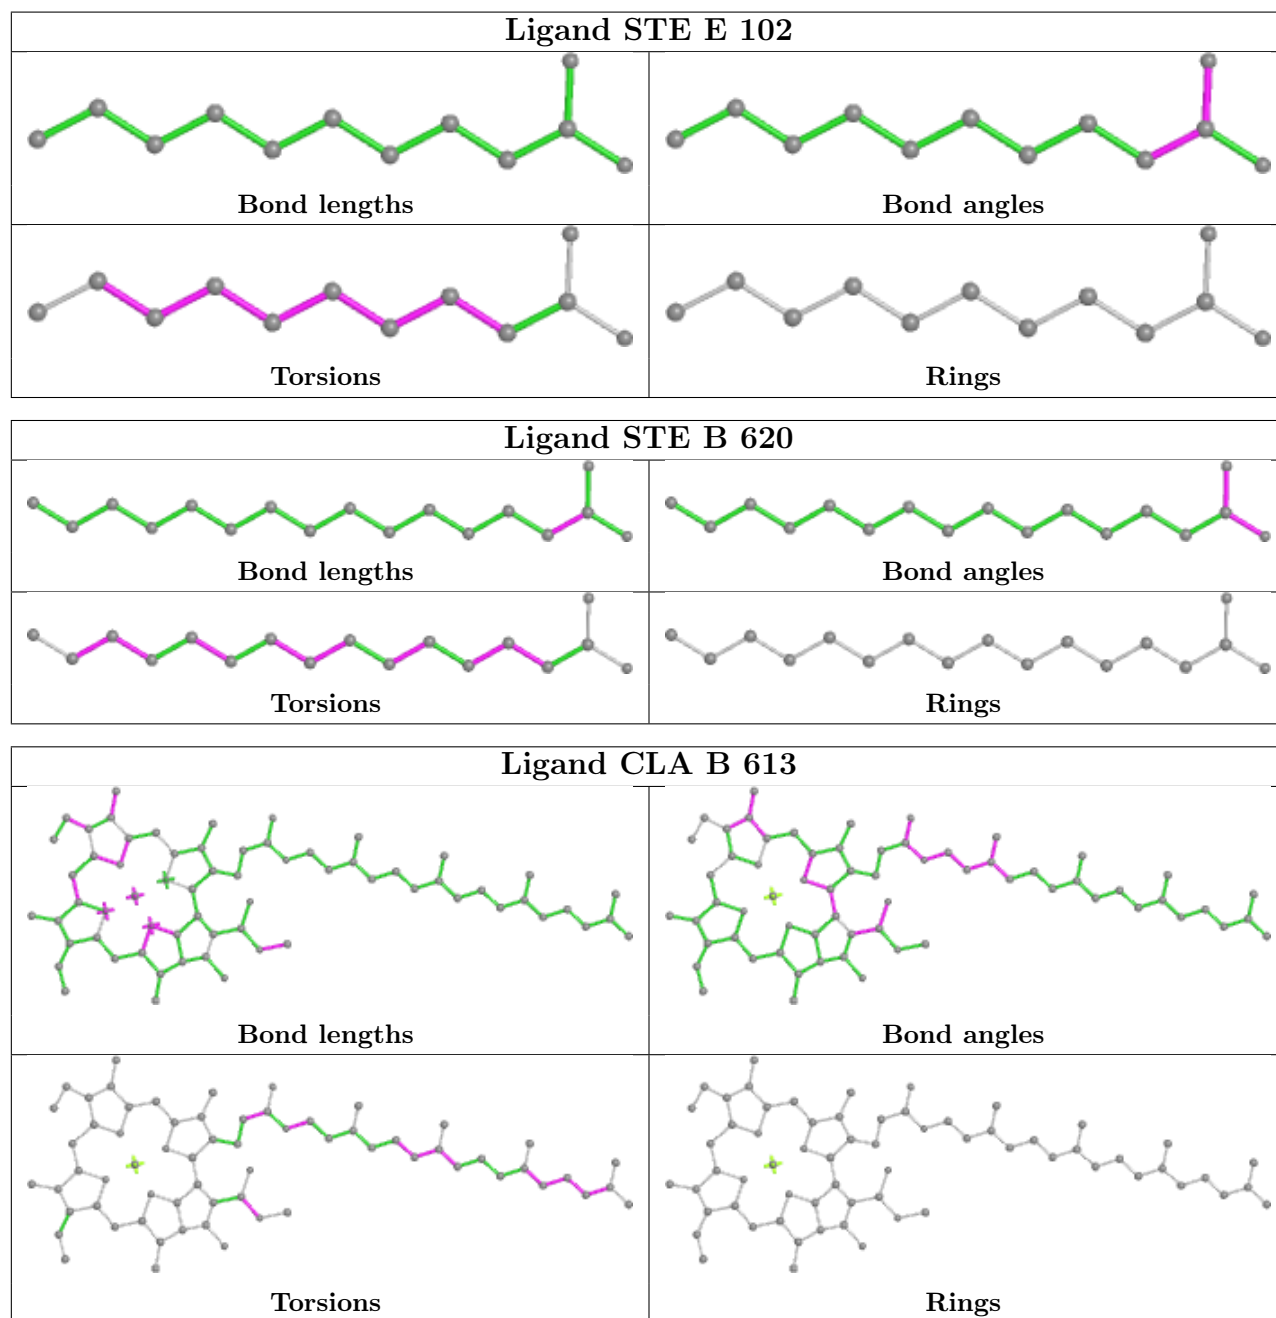 Ligand STE E 102
Bond lengths
Bond angles
Torsions
Rings
Ligand STE B 620
Bond lengths
Bond angles
Torsions
Rings
Ligand CLA B 613
Bond lengths
Bond angles
Torsions
Rings